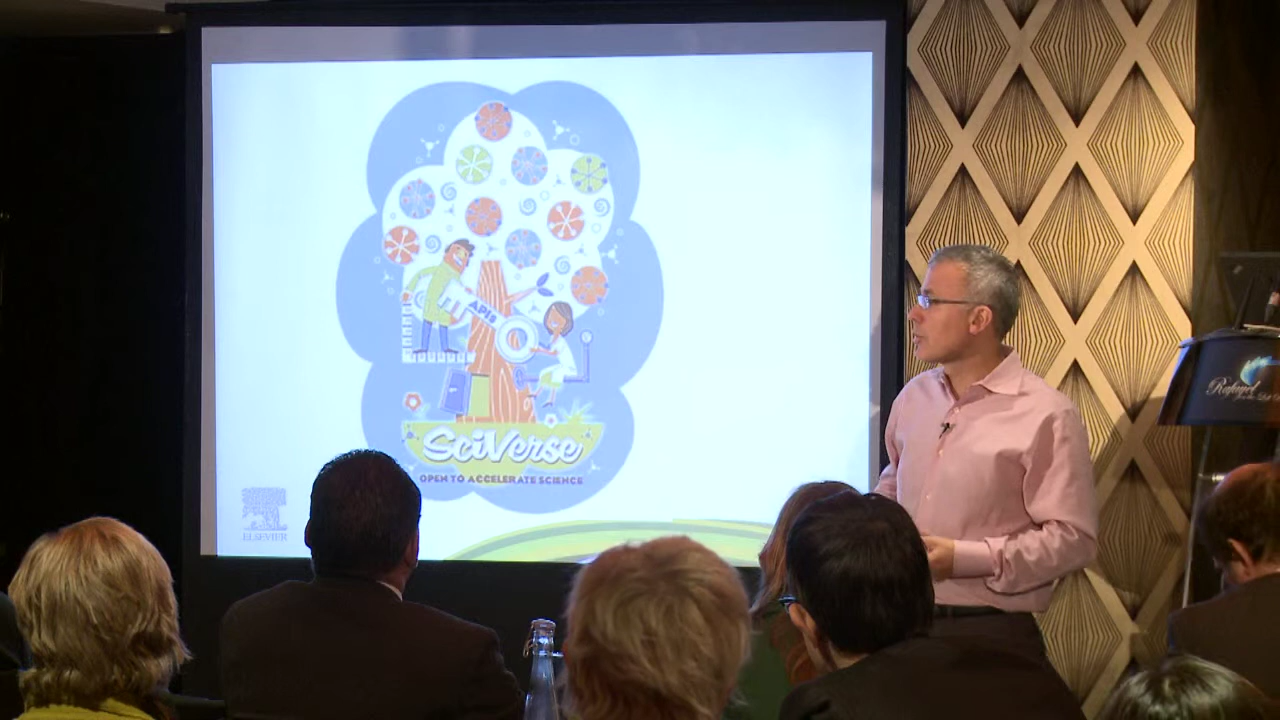 APIs
SciVerse
OPEN TO ACCELERATE SCIENCE
ELSEVIER